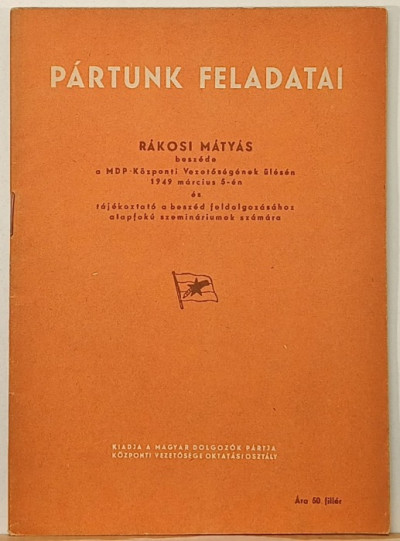 PÁRTUNK FELADATAI
RÁKOSI MÁTYÁS
beszéde
a MDP Központi Vezetőségének ülésén
1949 március 5-én
és
tájékoztató a beszéd feldolgozásához
alapfokú szemináriumok számára
KIADJA A MAGYAR DOLGOZÓK PÁRTJA
KÖZPONTI VEZETŐSÉGE OKTATÁSI OSZTÁLY
Ára 50 fillér